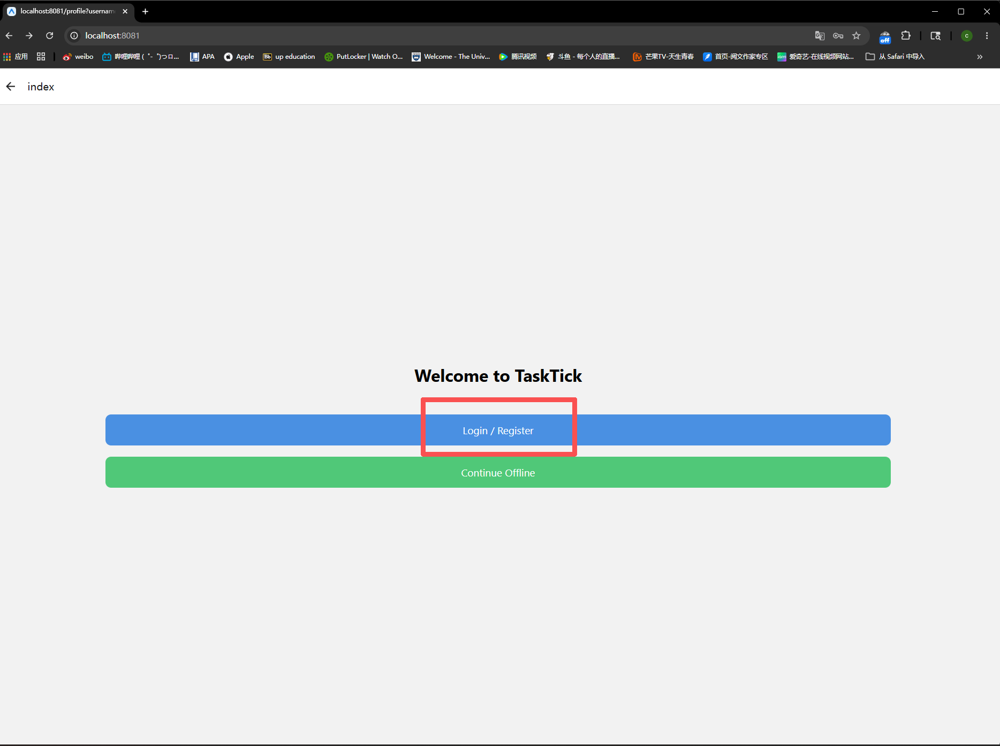 localhost:8081/profile?usernam
localhost:8081
off
c
应用
weibo
哔哩哔哩 ( ゜- ゜)つロ...
APA
Apple
Bb up education
PutLocker | Watch O...
Welcome - The Univ...
腾讯视频
斗鱼 - 每个人的直播...
芒果TV-天生青春
首页-阅文作家专区
爱奇艺-在线视频网站...
从 Safari 中导入
index
Welcome to TaskTick
Login / Register
Continue Offline